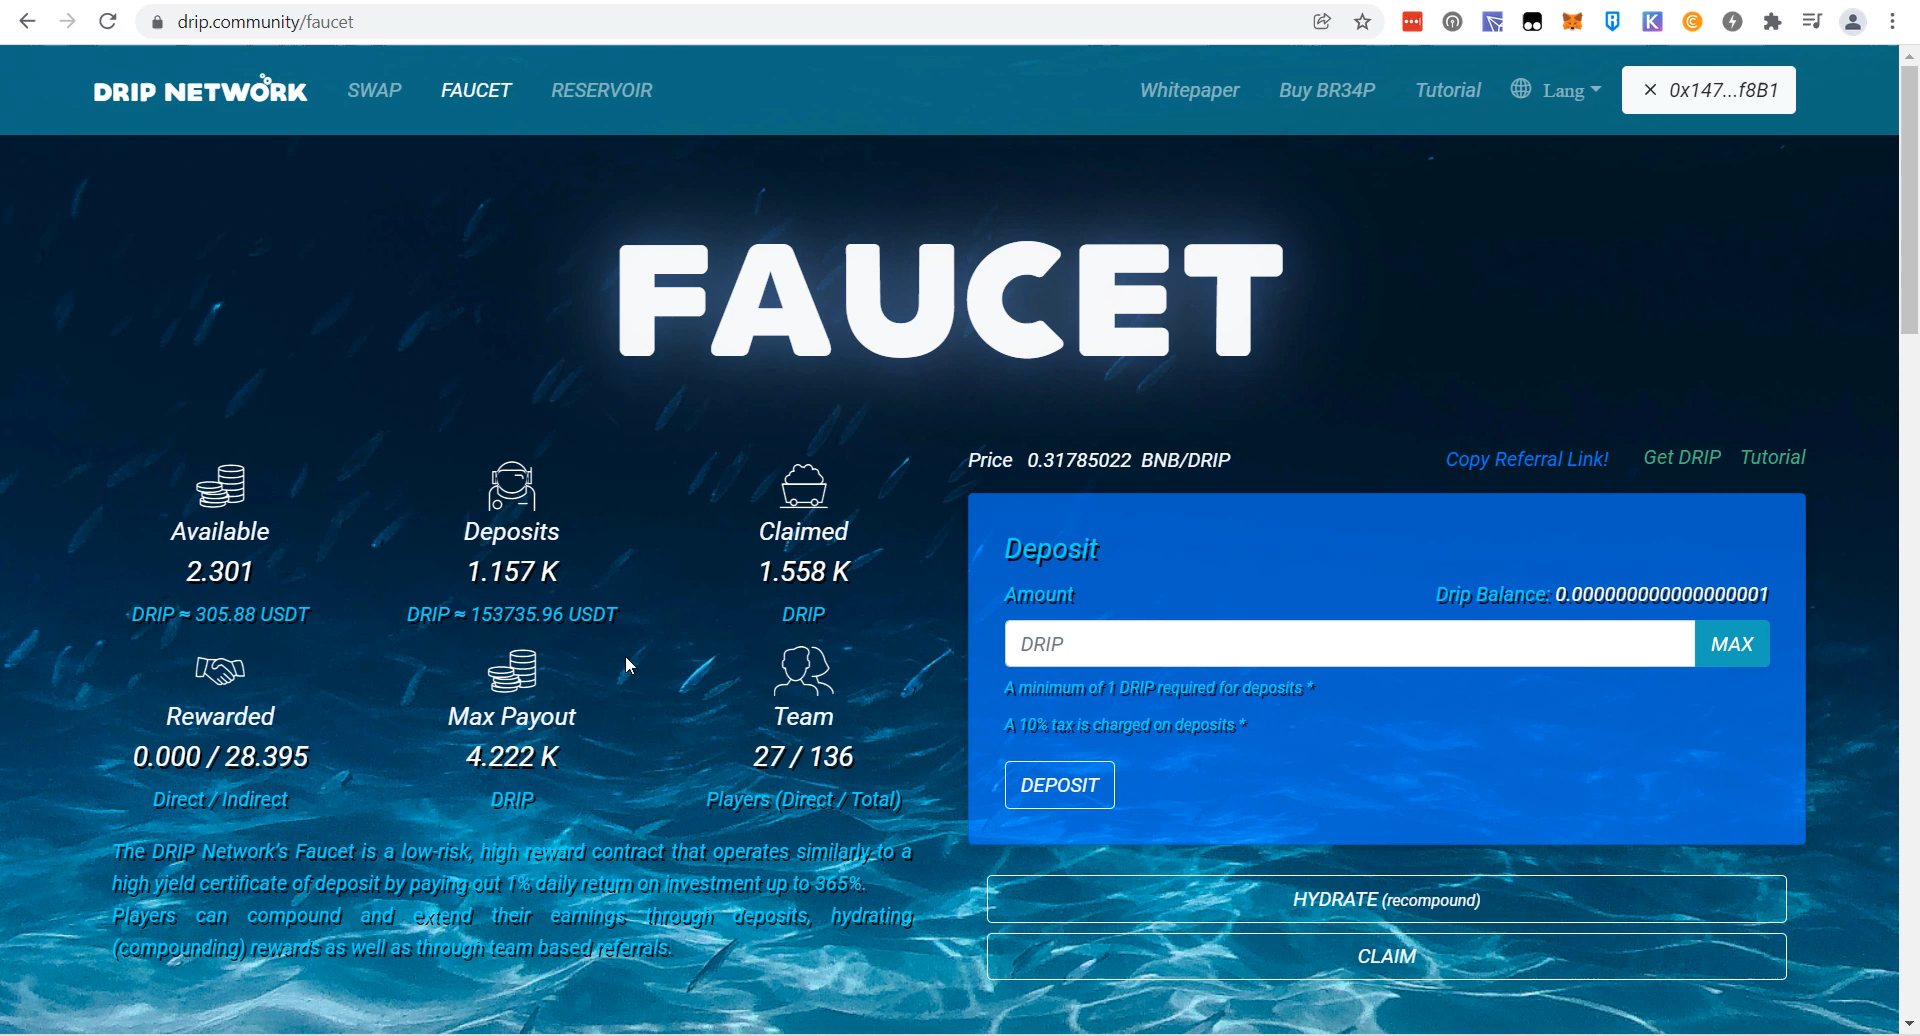 drip.community/faucet
DRIP NETWORK
SWAP
FAUCET
RESERVOIR
Whitepaper
Buy BR34P
Tutorial
Lang
× 0x147...f8B1
FAUCET
Available
2.301
DRIP ≈ 305.88 USDT
Deposits
1.157 K
DRIP ≈ 153735.96 USDT
Claimed
1.558 K
DRIP
Rewarded
0.000 / 28.395
Direct / Indirect
Max Payout
4.222 K
DRIP
Team
27 / 136
Players (Direct / Total)
The DRIP Network's Faucet is a low-risk, high reward contract that operates similarly to a
high yield certificate of deposit by paying out 1% daily return on investment up to 365%.
Players can compound and extend their earnings through deposits, hydrating
(compounding) rewards as well as through team based referrals.
Price 0.31785022 BNB/DRIP
Copy Referral Link!
Get DRIP
Tutorial
Deposit
Amount
Drip Balance: 0.000000000000000001
DRIP
MAX
A minimum of 1 DRIP required for deposits *
A 10% tax is charged on deposits *
DEPOSIT
HYDRATE (recompound)
CLAIM